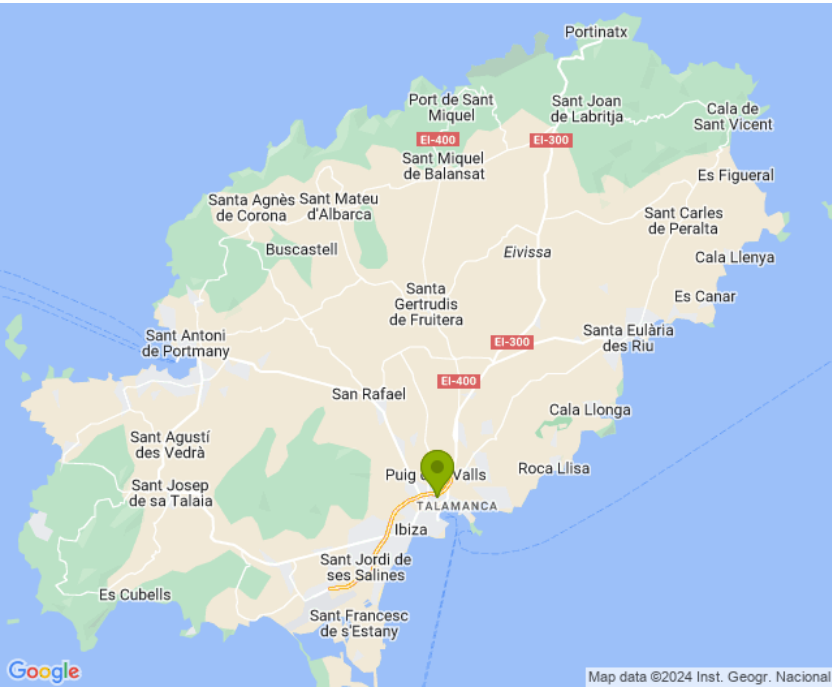 Portinatx
Port de Sant
Miquel
Sant Joan
de Labritja
Cala de
Sant Vicent
EI-400
EI-300
Sant Miquel
de Balansat
Es Figueral
Santa Agnès
de Corona
Sant Mateu
d'Albarca
Sant Carles
de Peralta
Buscastell
Eivissa
Cala Llenya
Santa
Gertrudis
de Fruitera
Es Canar
Sant Antoni
de Portmany
EI-300
Santa Eulària
des Riu
EI-400
San Rafael
Cala Llonga
Sant Agustí
des Vedrà
Puig d Valls
Roca Llisa
Sant Josep
de sa Talaia
TALAMANCA
Ibiza
Sant Jordi de
ses Salines
Es Cubells
Sant Francesc
de s'Estany
Google
Map data ©2024 Inst. Geogr. Nacional